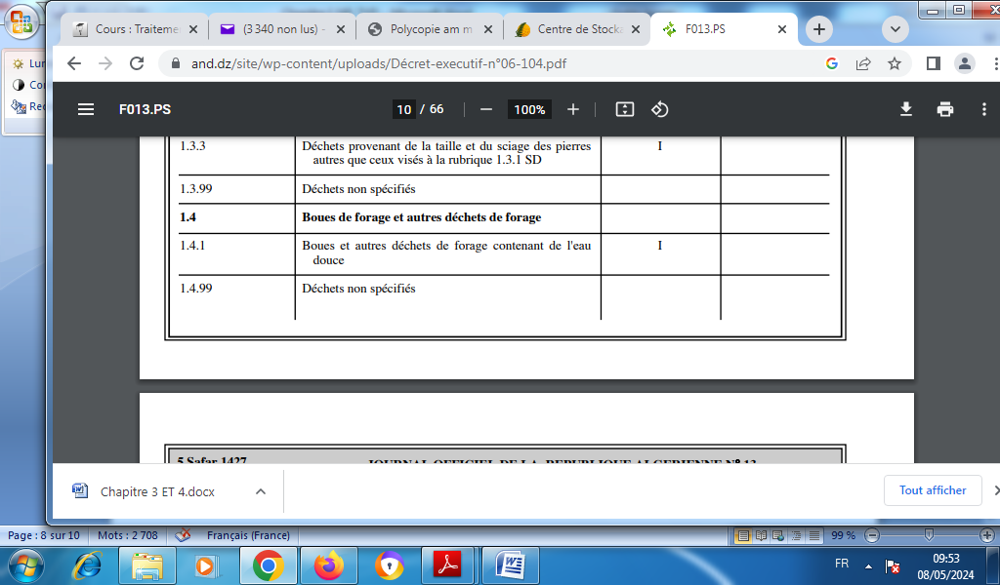 Cours : Traiteme
(3 340 non lus) -
Polycopie am m
Centre de Stocka
F013.PS
and.dz/site/wp-content/uploads/Décret-executif-n°06-104.pdf
Lum
Co
Rec
F013.PS
10 / 66
100%
1.3.3 Déchets provenant de la taille et du sciage des pierres I
autres que ceux visés à la rubrique 1.3.1 SD
1.3.99 Déchets non spécifiés
1.4 Boues de forage et autres déchets de forage
1.4.1 Boues et autres déchets de forage contenant de l'eau I
douce
1.4.99 Déchets non spécifiés
5 Safar 1427 JOURNAL OFFICIEL DE LA REPUBLIQUE ALGERIENNE N° 13
Chapitre 3 ET 4.docx
Tout afficher
Page : 8 sur 10 Mots : 2 708 Français (France) 99 %
FR
09:53
08/05/2024